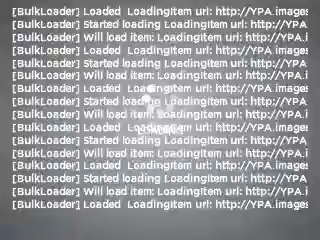 [BulkLoader] Loaded LoadingItem url: http://YPA.images
[BulkLoader] Started loading LoadingItem url: http://YPA
[BulkLoader] Will load item: LoadingItem url: http://YPA.i
[BulkLoader] Loaded LoadingItem url: http://YPA.images
[BulkLoader] Started loading LoadingItem url: http://YPA
[BulkLoader] Will load item: LoadingItem url: http://YPA.i
[BulkLoader] Loaded LoadingItem url: http://YPA.images
[BulkLoader] Started loading LoadingItem url: http://YPA
[BulkLoader] Will load item: LoadingItem url: http://YPA.i
[BulkLoader] Loaded LoadingItem url: http://YPA.images
[BulkLoader] Started loading LoadingItem url: http://YPA
[BulkLoader] Will load item: LoadingItem url: http://YPA.i
[BulkLoader] Loaded LoadingItem url: http://YPA.images
[BulkLoader] Started loading LoadingItem url: http://YPA
[BulkLoader] Will load item: LoadingItem url: http://YPA.i
[BulkLoader] Loaded LoadingItem url: http://YPA.images